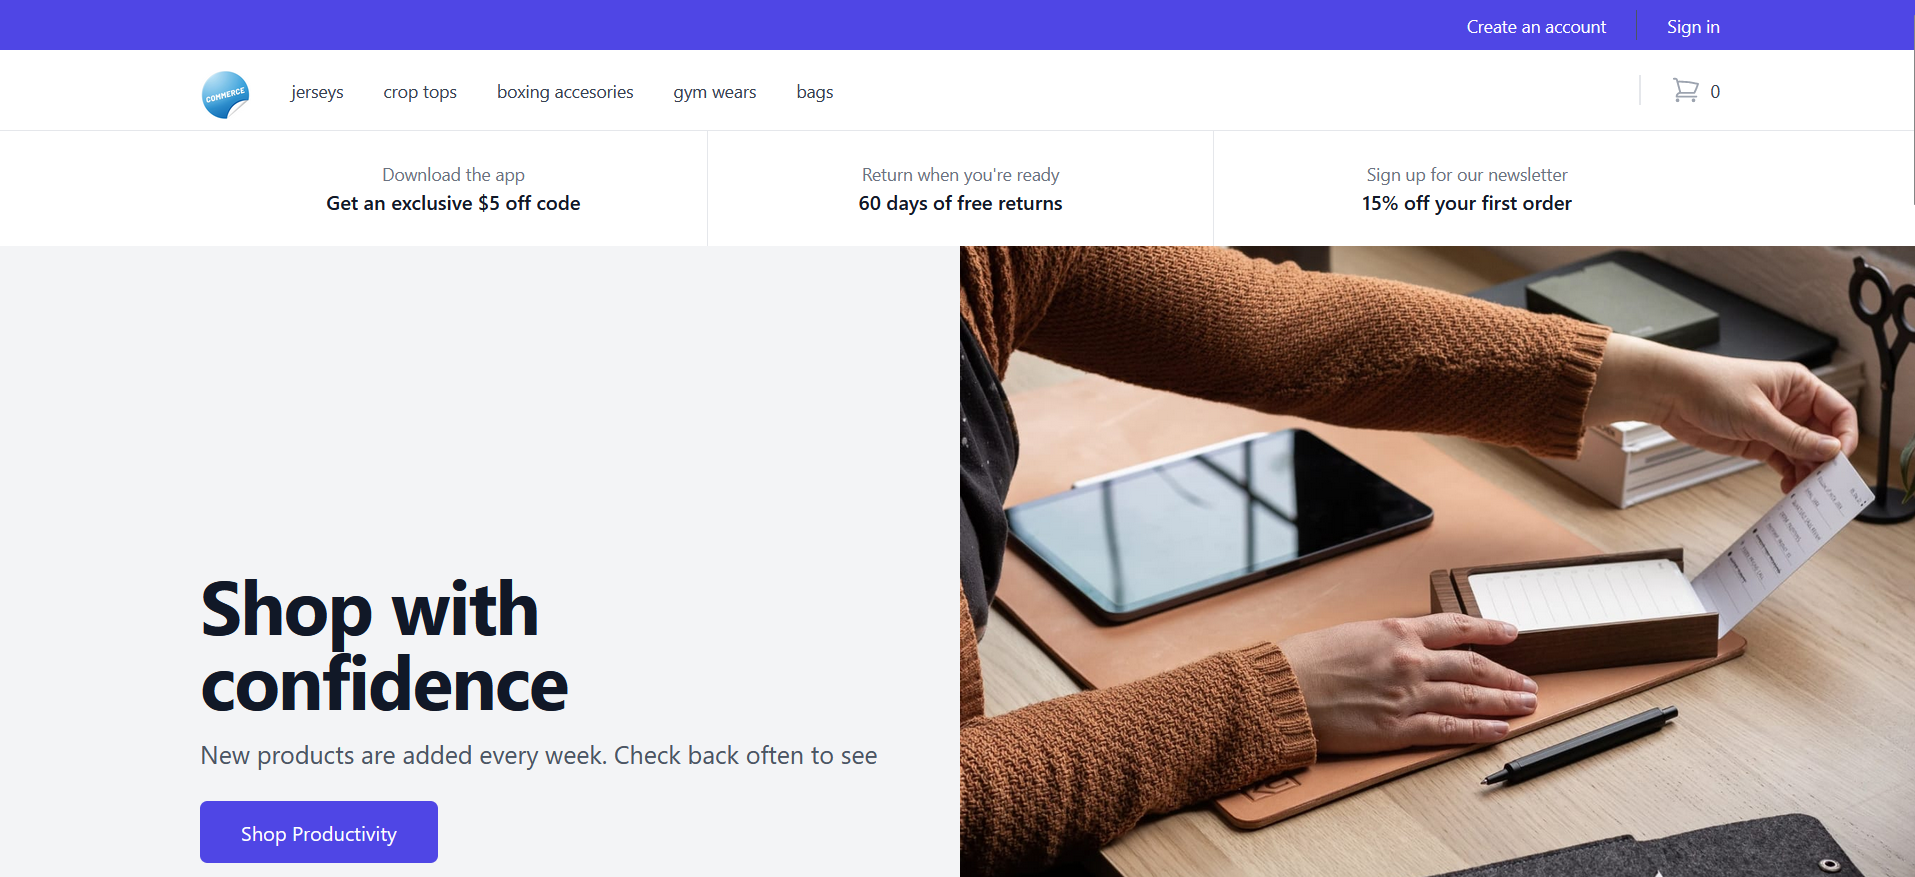 Create an account
Sign in
COMMERCE
jerseys
crop tops
boxing accesories
gym wears
bags
0
Download the app
Get an exclusive $5 off code
Return when you're ready
60 days of free returns
Sign up for our newsletter
15% off your first order
Shop with
confidence
New products are added every week. Check back often to see
Shop Productivity